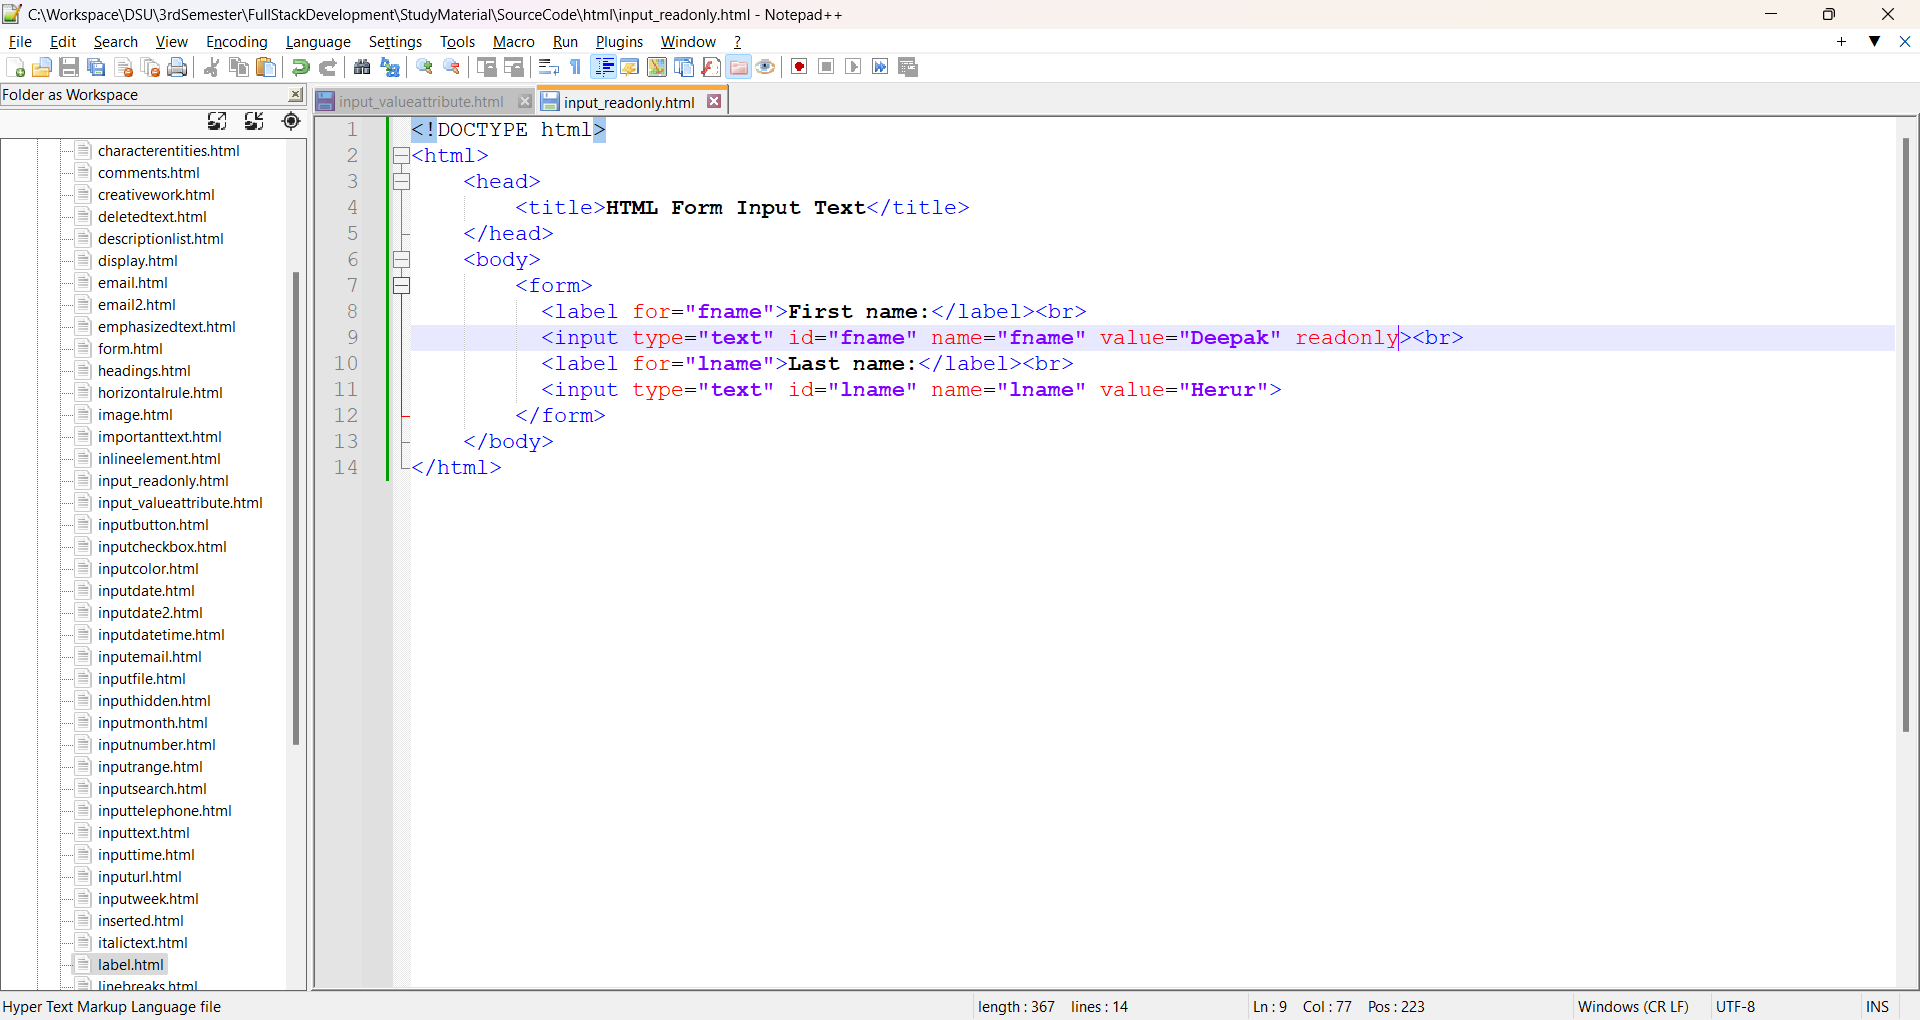 C:\Workspace\DSU\3rdSemester\FullStackDevelopment\StudyMaterial\SourceCode\html\input_readonly.html - Notepad++
File Edit Search View Encoding Language Settings Tools Macro Run Plugins Window ?
Folder as Workspace
input_valueattribute.html input_readonly.html
characterentities.html
comments.html
creativework.html
deletedtext.html
descriptionlist.html
display.html
email.html
email2.html
emphasizedtext.html
form.html
headings.html
horizontalrule.html
image.html
importanttext.html
inlineelement.html
input_readonly.html
input_valueattribute.html
inputbutton.html
inputcheckbox.html
inputcolor.html
inputdate.html
inputdate2.html
inputdatetime.html
inputemail.html
inputfile.html
inputhidden.html
inputmonth.html
inputnumber.html
inputrange.html
inputsearch.html
inputtelephone.html
inputtext.html
inputtime.html
inputurl.html
inputweek.html
inserted.html
italictext.html
label.html
linebreaks.html
1 <!DOCTYPE html>
2 <html>
3 <head>
4 <title>HTML Form Input Text</title>
5 </head>
6 <body>
7 <form>
8 <label for="fname">First name:</label><br>
9 <input type="text" id="fname" name="fname" value="Deepak" readonly><br>
10 <label for="lname">Last name:</label><br>
11 <input type="text" id="lname" name="lname" value="Herur">
12 </form>
13 </body>
14 </html>
Hyper Text Markup Language file length : 367 lines : 14 Ln : 9 Col : 77 Pos : 223 Windows (CR LF) UTF-8 INS